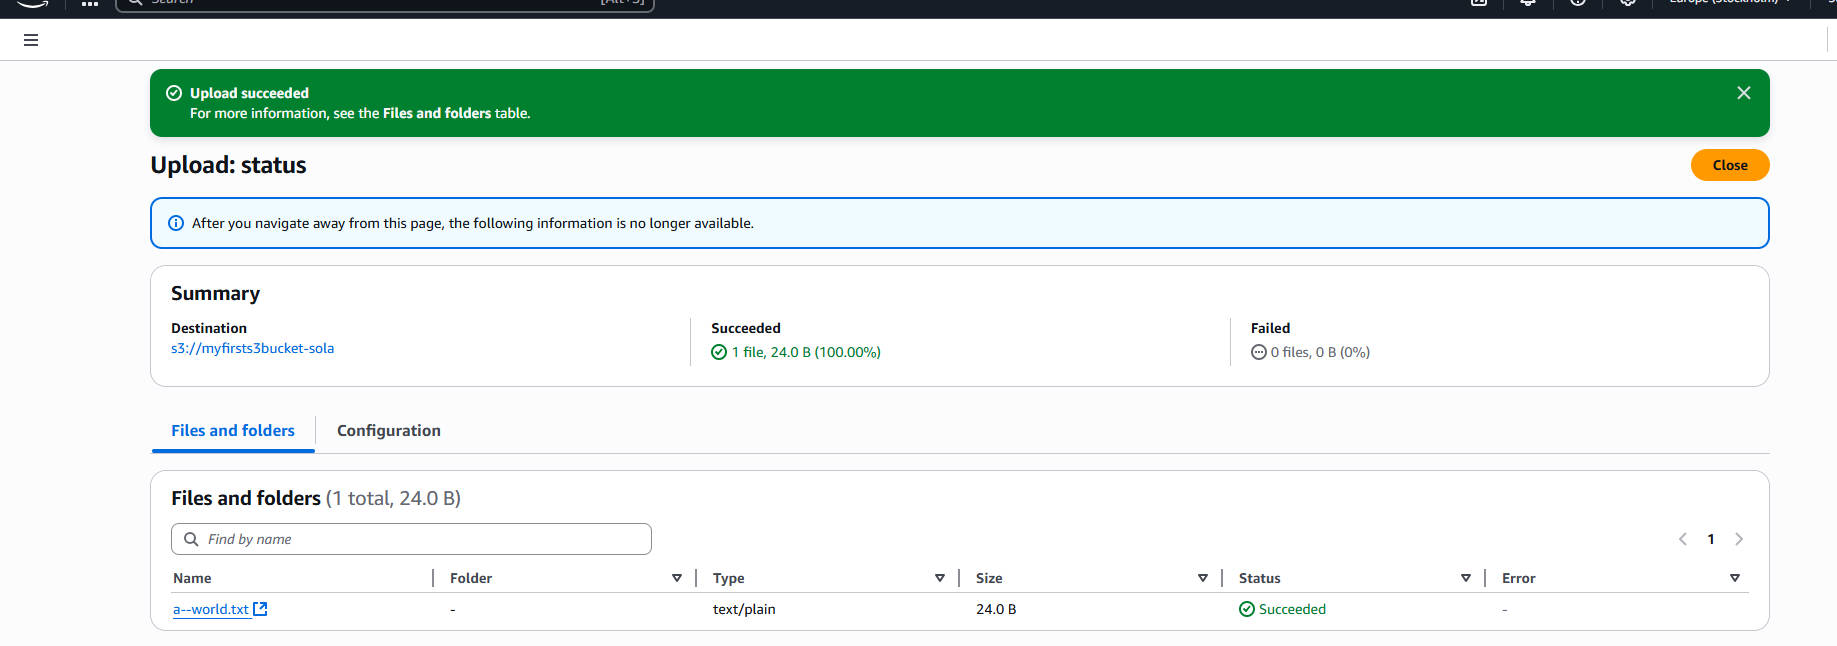 Search [Alt+S] Europe (Stockholm)
Upload succeeded
For more information, see the Files and folders table.
Upload: status
Close
After you navigate away from this page, the following information is no longer available.
Summary
Destination
s3://myfirsts3bucket-sola
Succeeded
1 file, 24.0 B (100.00%)
Failed
0 files, 0 B (0%)
Files and folders
Configuration
Files and folders (1 total, 24.0 B)
Find by name
1
Name Folder Type Size Status Error
a--world.txt - text/plain 24.0 B Succeeded -